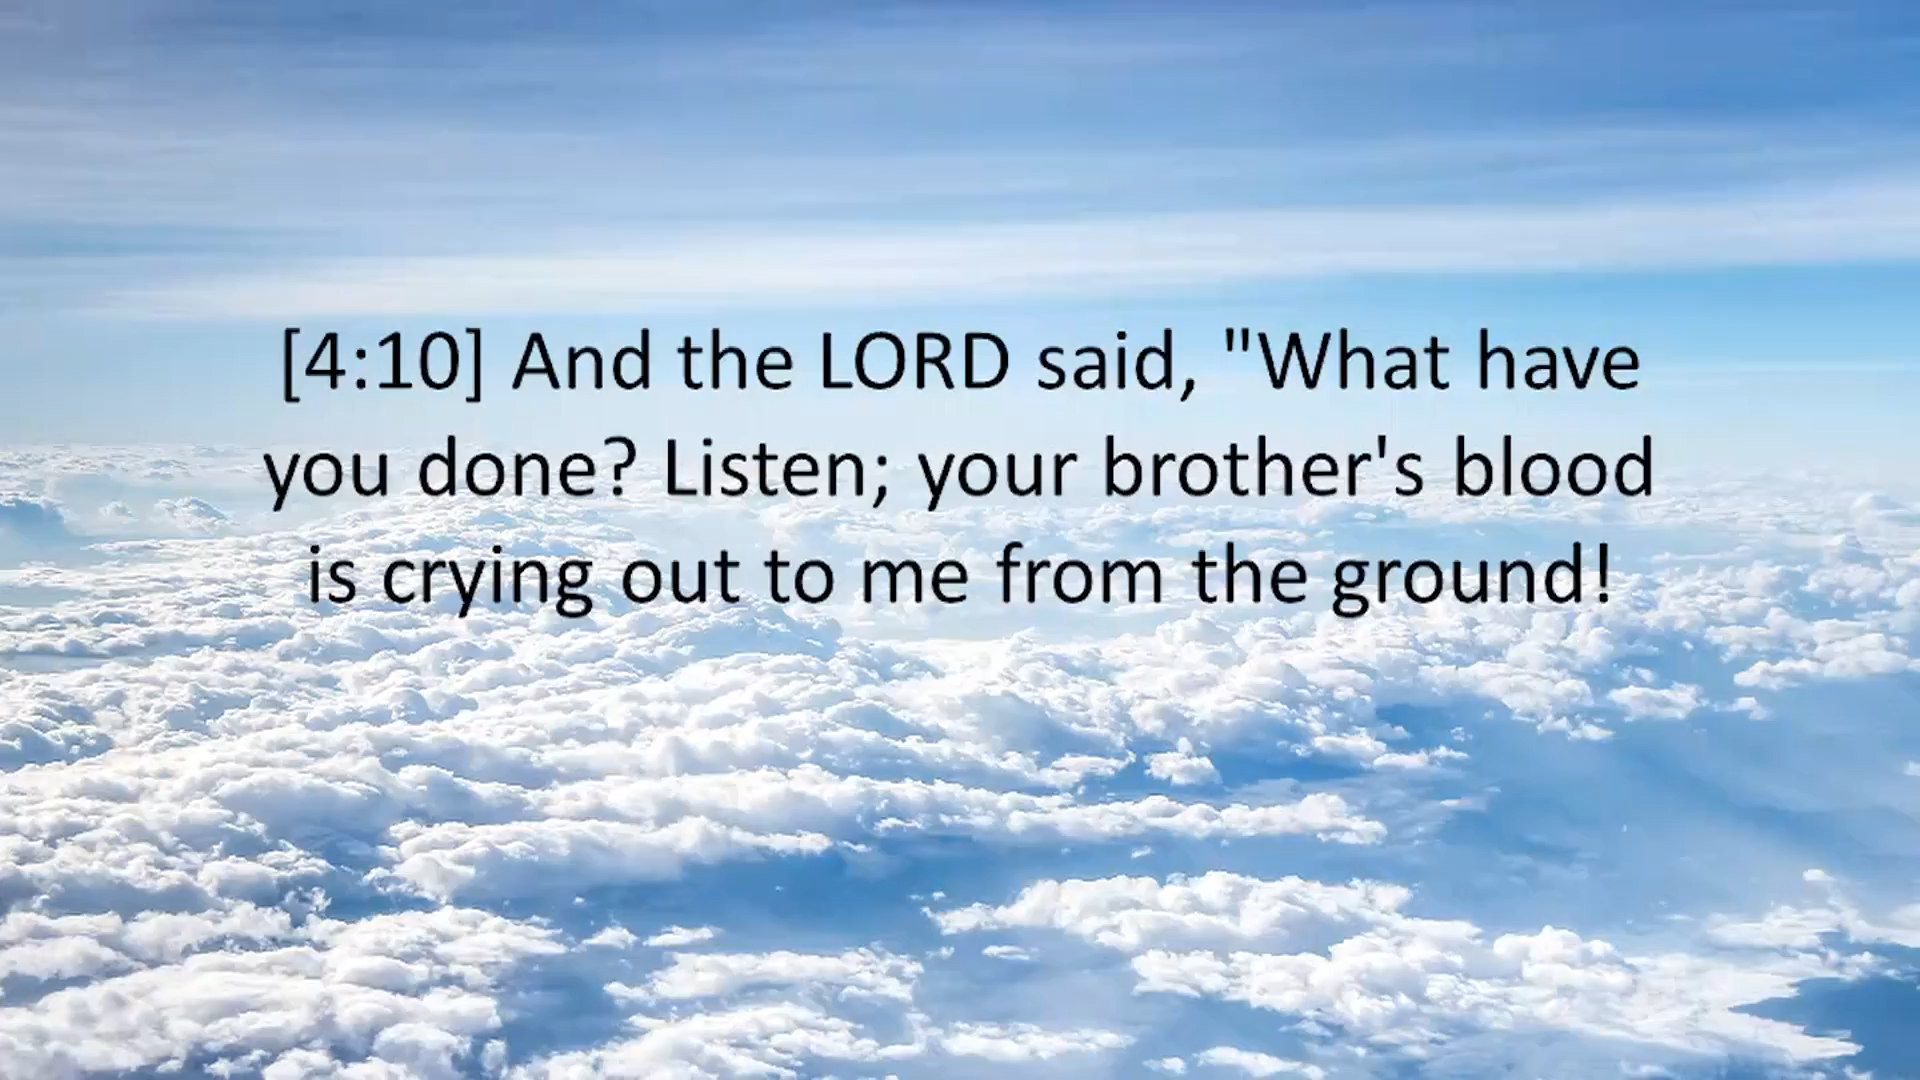 [4:10] And the LORD said, "What have
you done? Listen; your brother's blood
is crying out to me from the ground!